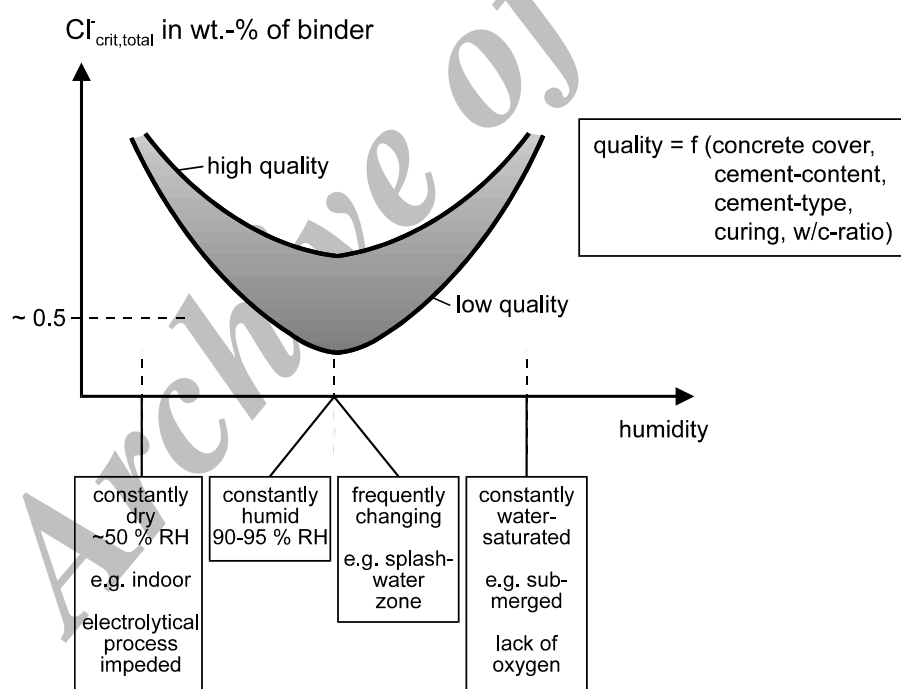 Cl⁻crit,total in wt.-% of binder
high quality
quality = f (concrete cover,
cement-content,
cement-type,
curing, w/c-ratio)
low quality
~ 0.5
humidity
constantly
dry
~50 % RH
e.g. indoor
electrolytical
process
impeded
constantly
humid
90-95 % RH
frequently
changing
e.g. splash-
water
zone
constantly
water-
saturated
e.g. sub-
merged
lack of
oxygen
Archive of